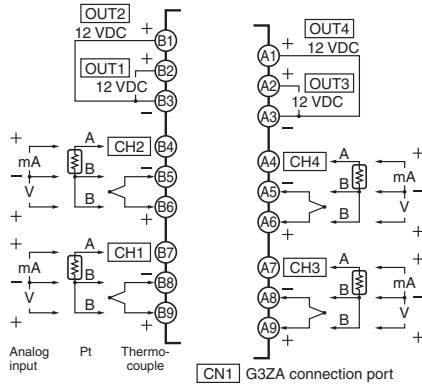 OUT2
12 VDC
+
B1
OUT1
+
B2
12 VDC
B3
−
OUT4
+
12 VDC
A1
+
OUT3
A2
12 VDC
A3
−
B4
+
A
CH2
mA
B
−
−
B5
V
B
+
+
B6
A4
CH4
A
+
mA
−
A5
B
−
V
A6
B
+
+
B7
+
A
CH1
mA
B
−
−
B8
V
B
+
+
B9
A7
CH3
A
+
mA
−
A8
B
−
V
A9
B
+
+
Analog
input
Pt
Thermo-
couple
CN1 G3ZA connection port